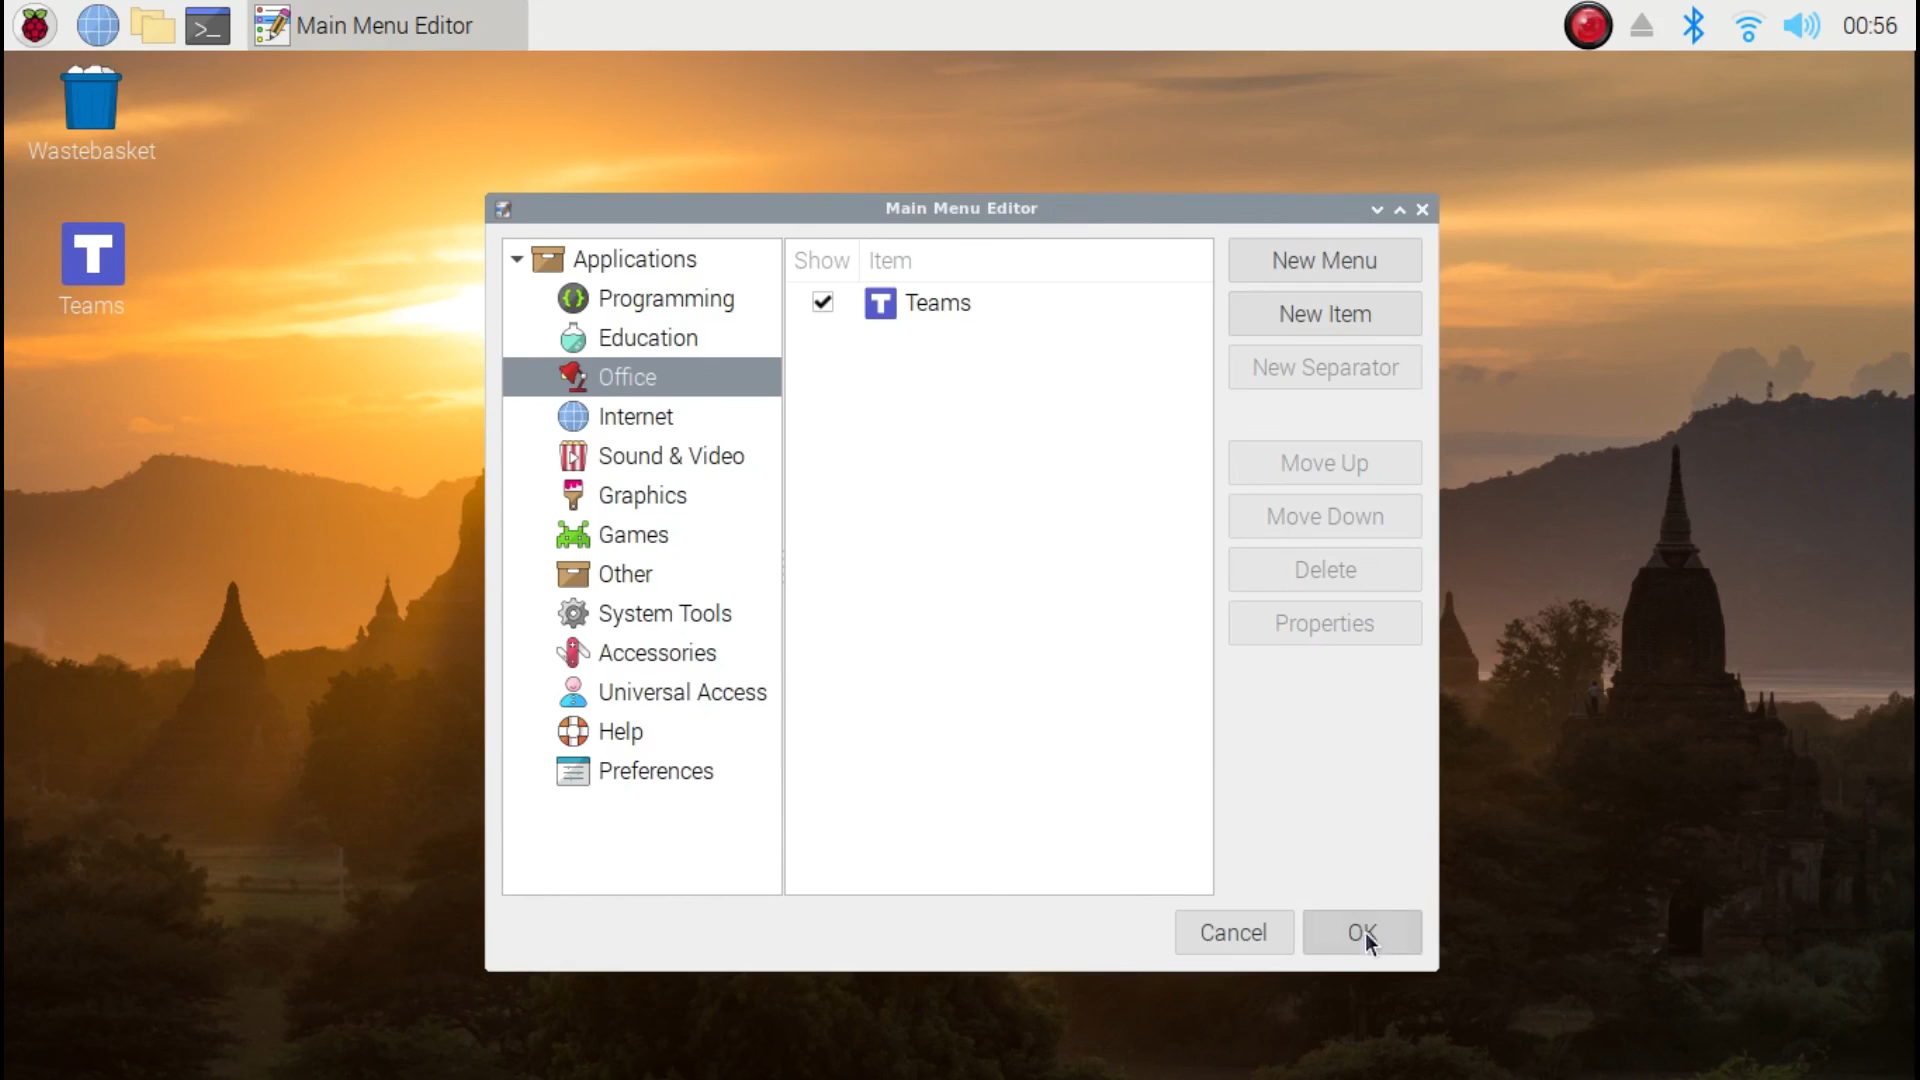 Main Menu Editor
00:56
Wastebasket
T
Teams
Main Menu Editor
Applications
Programming
Education
Office
Internet
Sound & Video
Graphics
Games
Other
System Tools
Accessories
Universal Access
Help
Preferences
Show Item
T Teams
New Menu
New Item
New Separator
Move Up
Move Down
Delete
Properties
Cancel
OK